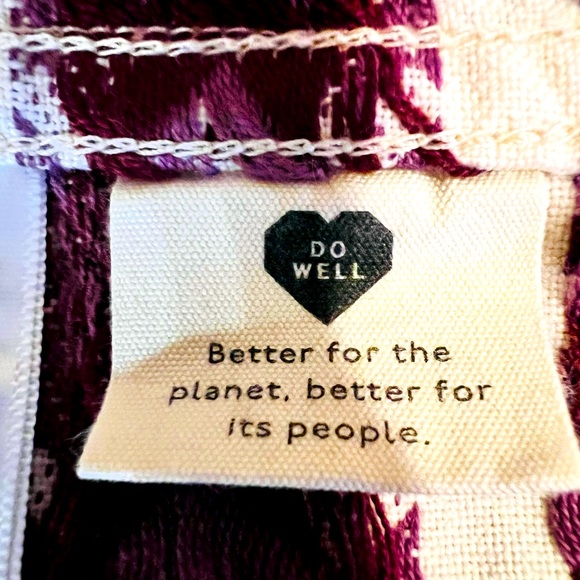 DO
WELL
Better for the
planet, better for
its people.